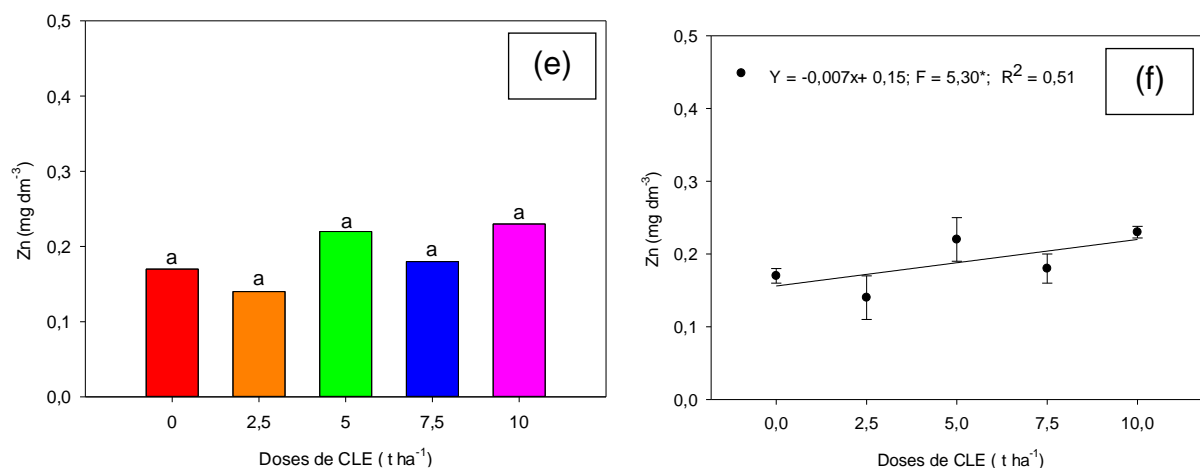 0,5
0,4
0,3
0,2
0,1
0,0
Zn (mg dm-3)
(e)
a
a
a
a
a
0 2,5 5 7,5 10
Doses de CLE ( t ha-1)
0,5
0,4
0,3
0,2
0,1
0,0
Zn (mg dm-3)
Y = -0,007x+ 0,15; F = 5,30*; R2 = 0,51
(f)
0,0 2,5 5,0 7,5 10,0
Doses de CLE ( t ha-1)